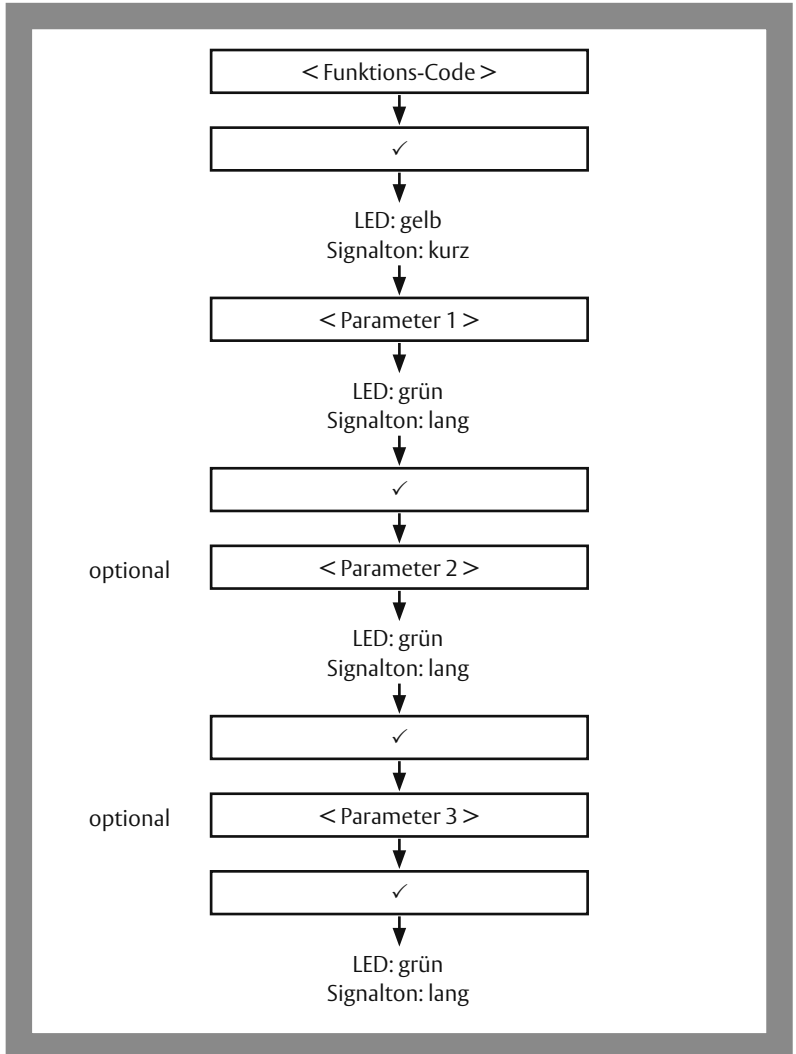 < Funktions-Code >
✓
LED: gelb
Signalton: kurz
< Parameter 1 >
LED: grün
Signalton: lang
✓
optional
< Parameter 2 >
LED: grün
Signalton: lang
✓
optional
< Parameter 3 >
✓
LED: grün
Signalton: lang